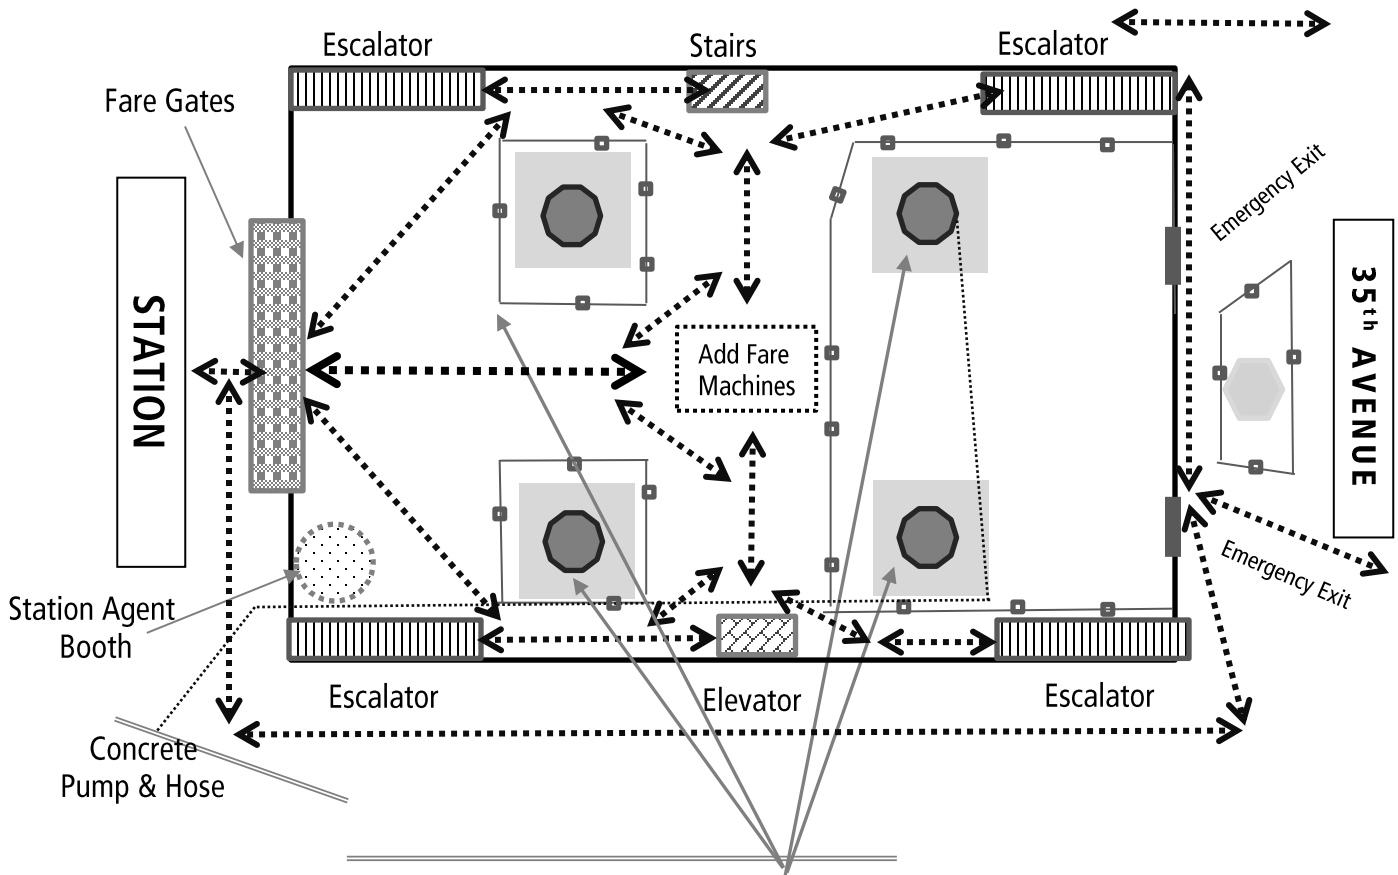 Escalator
Stairs
Escalator
Fare Gates
Emergency Exit
STATION
Add Fare
Machines
35th AVENUE
Emergency Exit
Station Agent
Booth
Escalator
Elevator
Escalator
Concrete
Pump & Hose